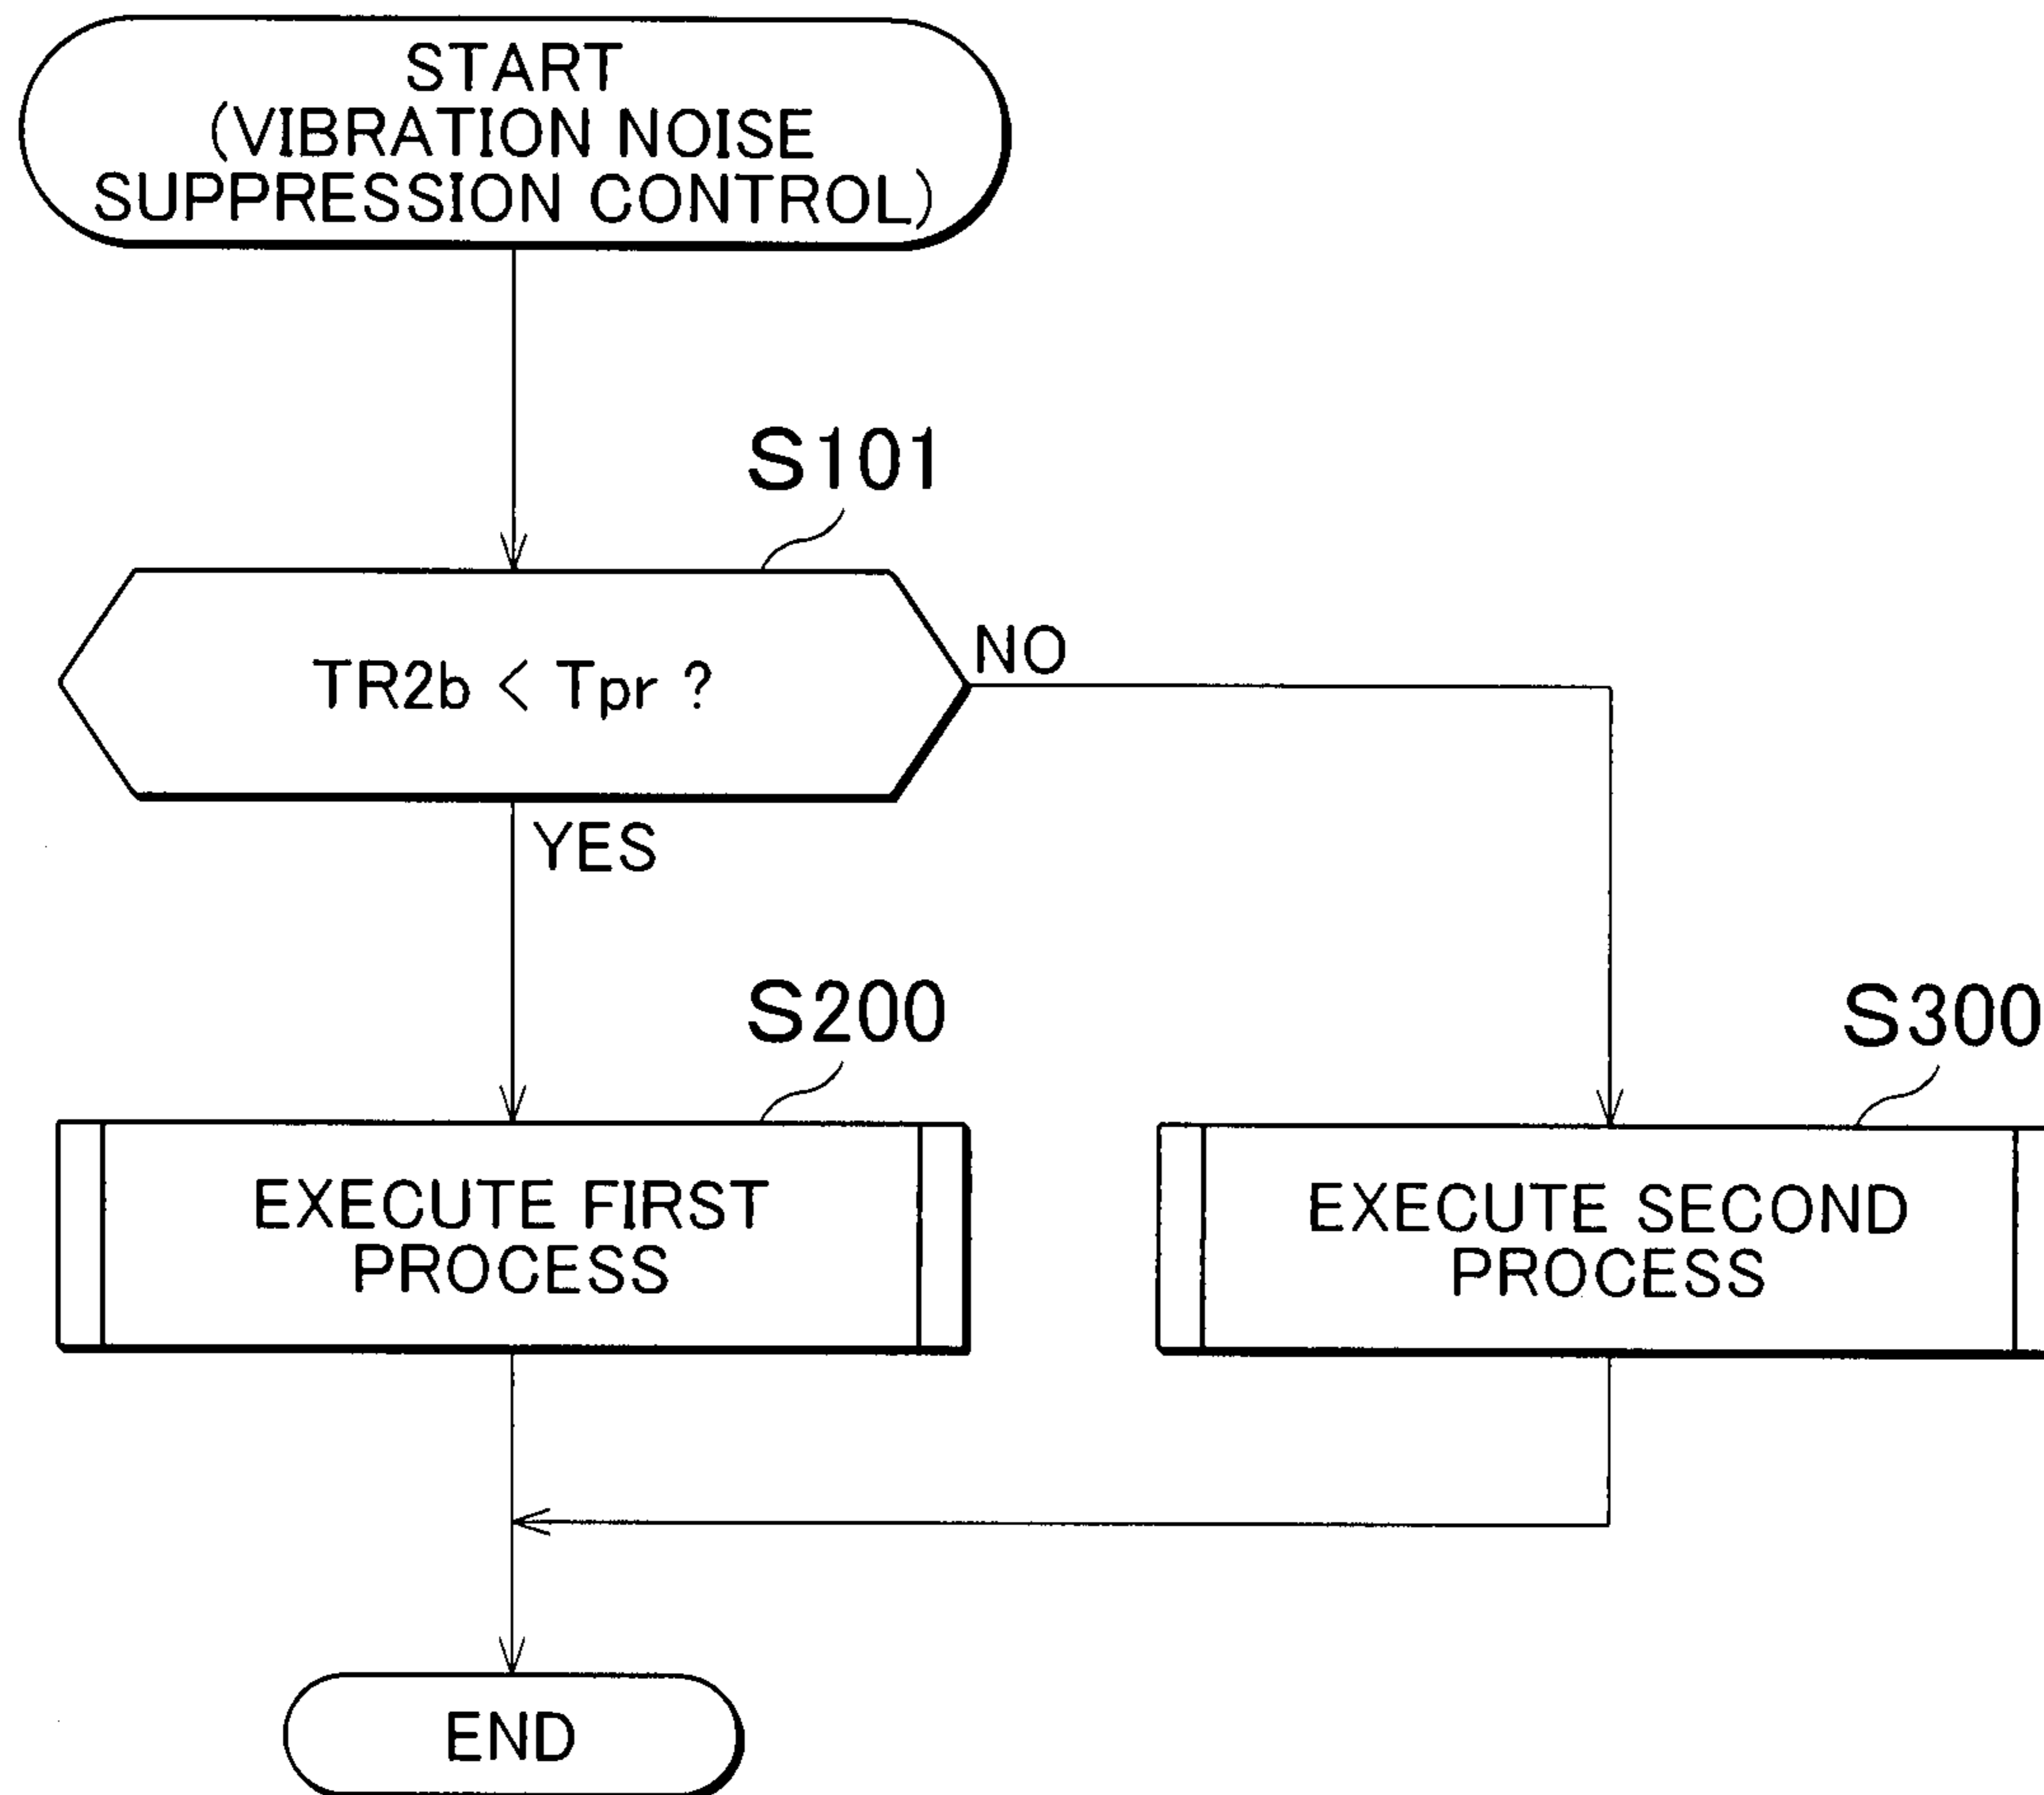 START
(VIBRATION NOISE
SUPPRESSION CONTROL)
S101
TR2b < Tpr ?
NO
YES
S200
S300
EXECUTE FIRST
PROCESS
EXECUTE SECOND
PROCESS
END